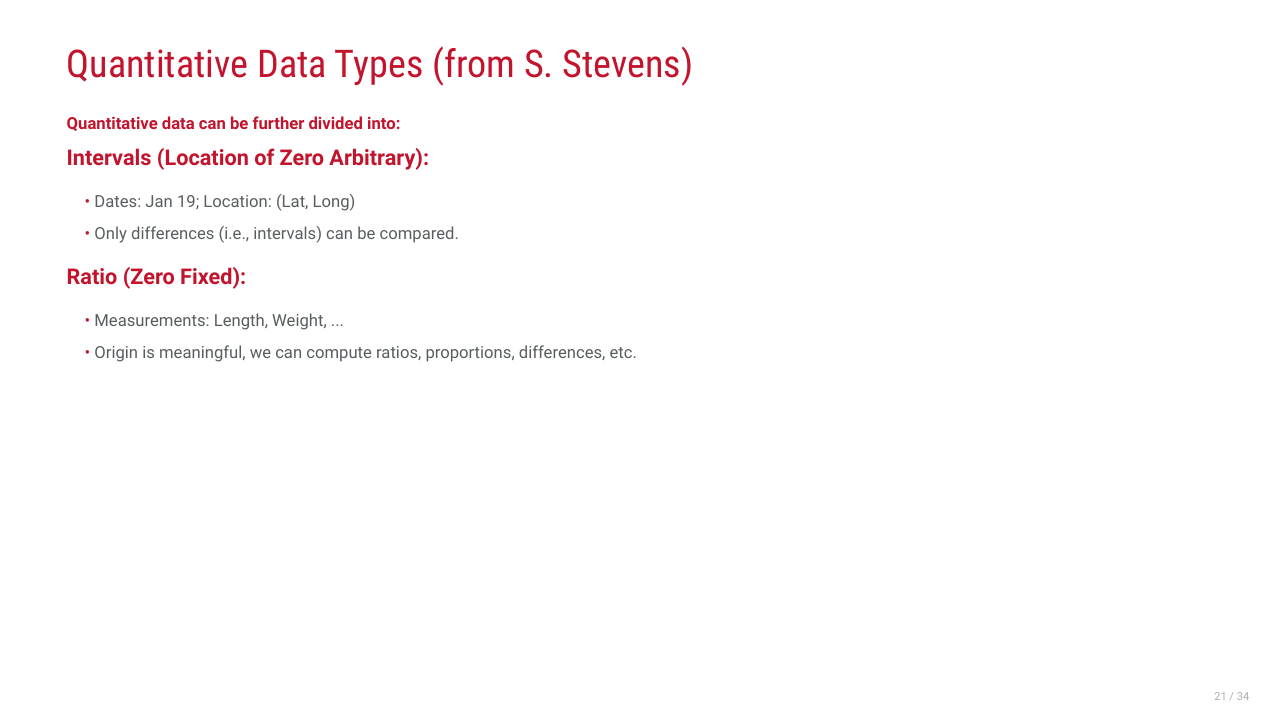 Quantitative Data Types (from S. Stevens)
Quantitative data can be further divided into:
Intervals (Location of Zero Arbitrary):
• Dates: Jan 19; Location: (Lat, Long)
• Only differences (i.e., intervals) can be compared.
Ratio (Zero Fixed):
• Measurements: Length, Weight, ...
• Origin is meaningful, we can compute ratios, proportions, differences, etc.
21 / 34